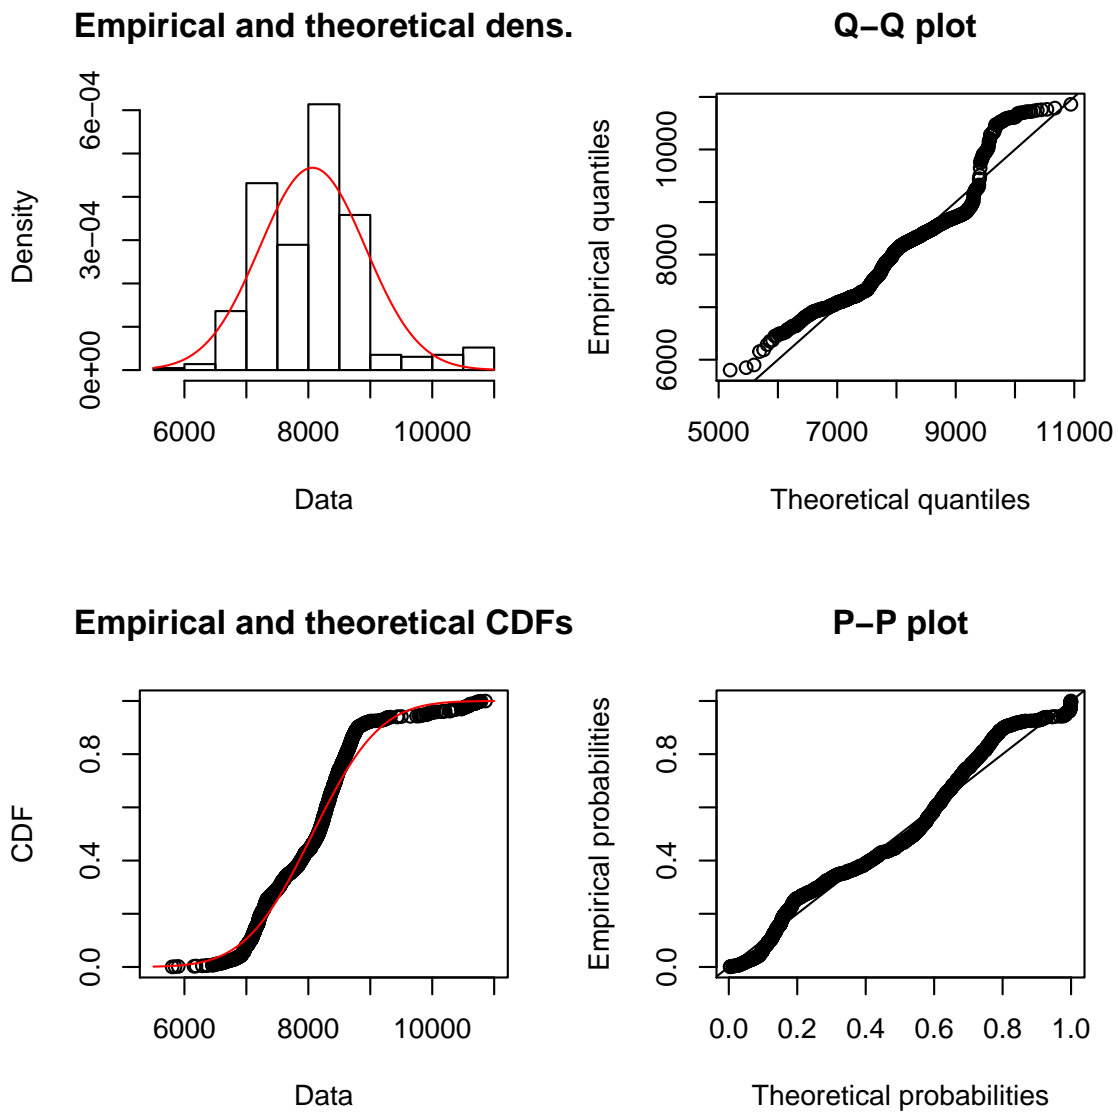 Empirical and theoretical dens.
Density
0e+00 3e−04 6e−04
6000 8000 10000
Data
Q−Q plot
Empirical quantiles
6000 8000 10000
5000 7000 9000 11000
Theoretical quantiles
Empirical and theoretical CDFs
CDF
0.0 0.4 0.8
6000 8000 10000
Data
P−P plot
Empirical probabilities
0.0 0.4 0.8
0.0 0.2 0.4 0.6 0.8 1.0
Theoretical probabilities